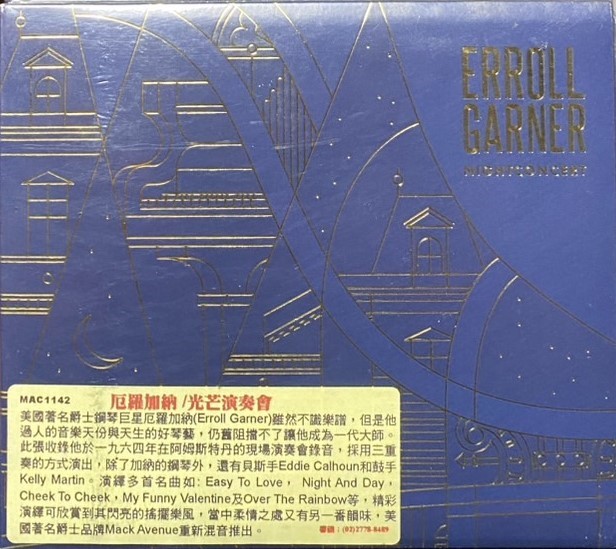 ERROLL
GARNER
NIGHTCONCERT
MAC1142
厄羅加納/光芒演奏會
美國著名爵士鋼琴巨星厄羅加納(Erroll Garner)雖然不識樂譜，但是他
過人的音樂天份與天生的好琴藝，仍舊阻擋不了讓他成為一代大師。
此張收錄他於一九六四年在阿姆斯特丹的現場演奏會錄音，採用三重
奏的方式演出，除了加納的鋼琴外，還有貝斯手Eddie Calhoun和鼓手
Kelly Martin。演繹多首名曲如：Easy To Love， Night And Day，
Cheek To Cheek，My Funny Valentine及Over The Rainbow等，精彩
演繹可欣賞到其閃亮的搖擺樂風，當中柔情之處又有另一番韻味，美
國著名爵士品牌Mack Avenue重新混音推出。
(02)2778-8689